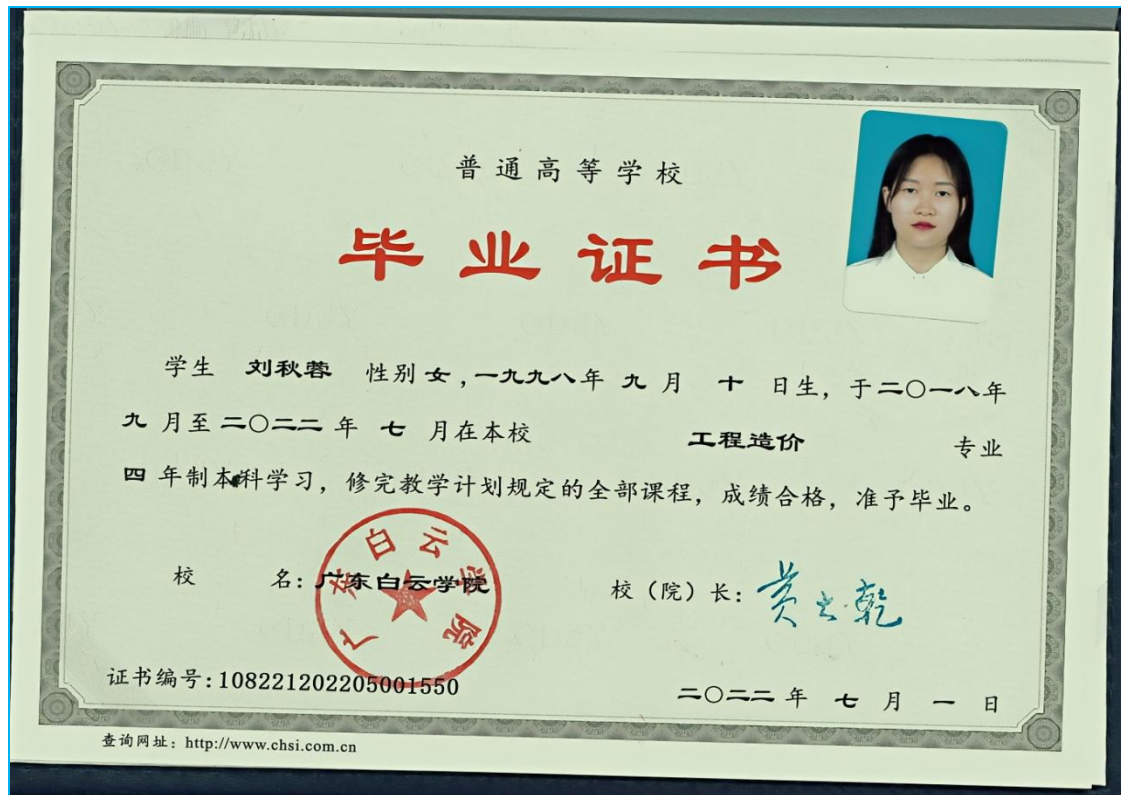 普通高等学校
毕业证书
学生 刘秋蓉 性别 女，一九九八年 九 月 十 日生，于二〇一八年
九 月至 二〇二二 年 七 月在本校 工程造价 专业
四 年制本科学习，修完教学计划规定的全部课程，成绩合格，准予毕业。
校 名：广东白云学院
广东白云学院
校（院）长：
证书编号：108221202205001550
二〇二二 年 七 月 一 日
查询网址：http://www.chsi.com.cn